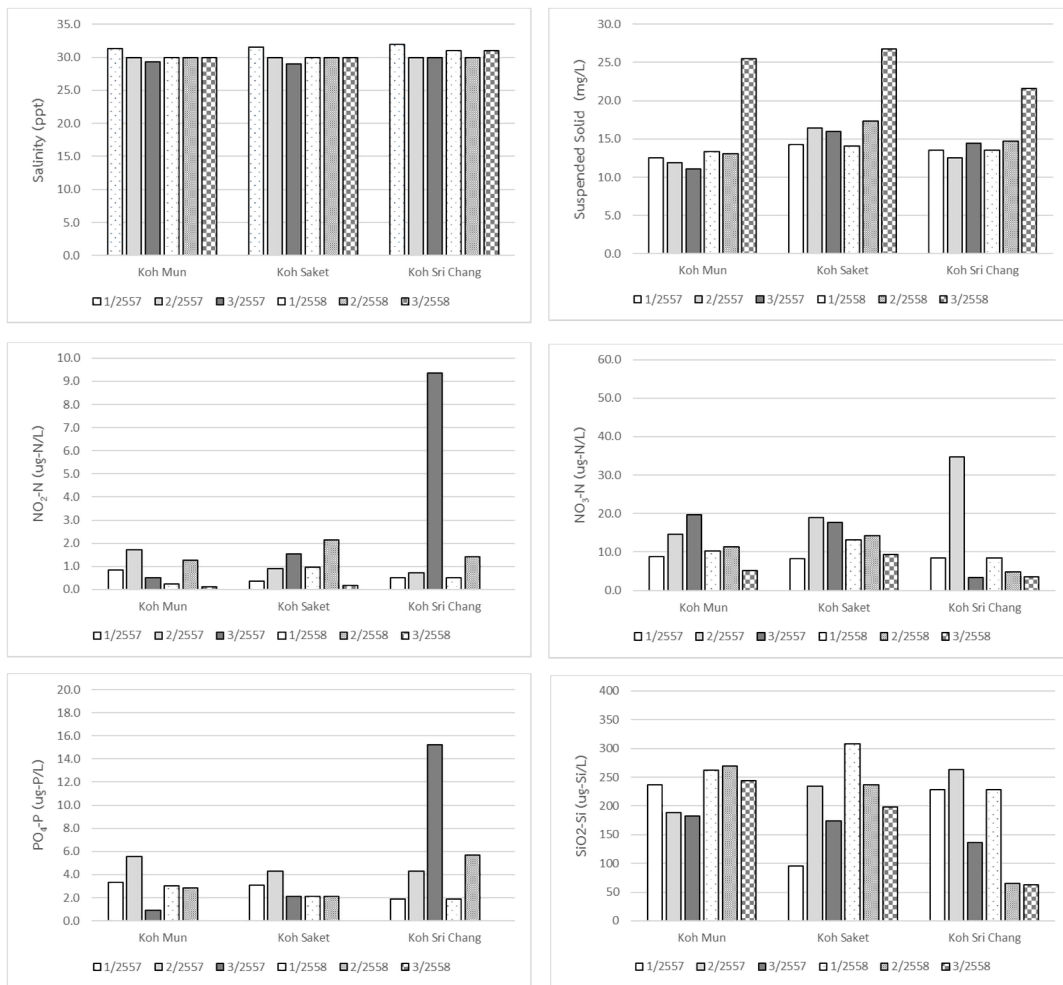 35.0
30.0
25.0
20.0
15.0
10.0
5.0
0.0
Salinity (ppt)
Koh Mun Koh Saket Koh Sri Chang
1/2557 2/2557 3/2557 1/2558 2/2558 3/2558
30.0
25.0
20.0
15.0
10.0
5.0
0.0
Suspended Solid (mg/L)
Koh Mun Koh Saket Koh Sri Chang
1/2557 2/2557 3/2557 1/2558 2/2558 3/2558
10.0
9.0
8.0
7.0
6.0
5.0
4.0
3.0
2.0
1.0
0.0
NO₂-N (ug-N/L)
Koh Mun Koh Saket Koh Sri Chang
1/2557 2/2557 3/2557 1/2558 2/2558 3/2558
60.0
50.0
40.0
30.0
20.0
10.0
0.0
NO₃-N (ug-N/L)
Koh Mun Koh Saket Koh Sri Chang
1/2557 2/2557 3/2557 1/2558 2/2558 3/2558
20.0
18.0
16.0
14.0
12.0
10.0
8.0
6.0
4.0
2.0
0.0
PO₄-P (ug-P/L)
Koh Mun Koh Saket Koh Sri Chang
1/2557 2/2557 3/2557 1/2558 2/2558 3/2558
400
350
300
250
200
150
100
50
0
SiO2-Si (ug-Si/L)
Koh Mun Koh Saket Koh Sri Chang
1/2557 2/2557 3/2557 1/2558 2/2558 3/2558